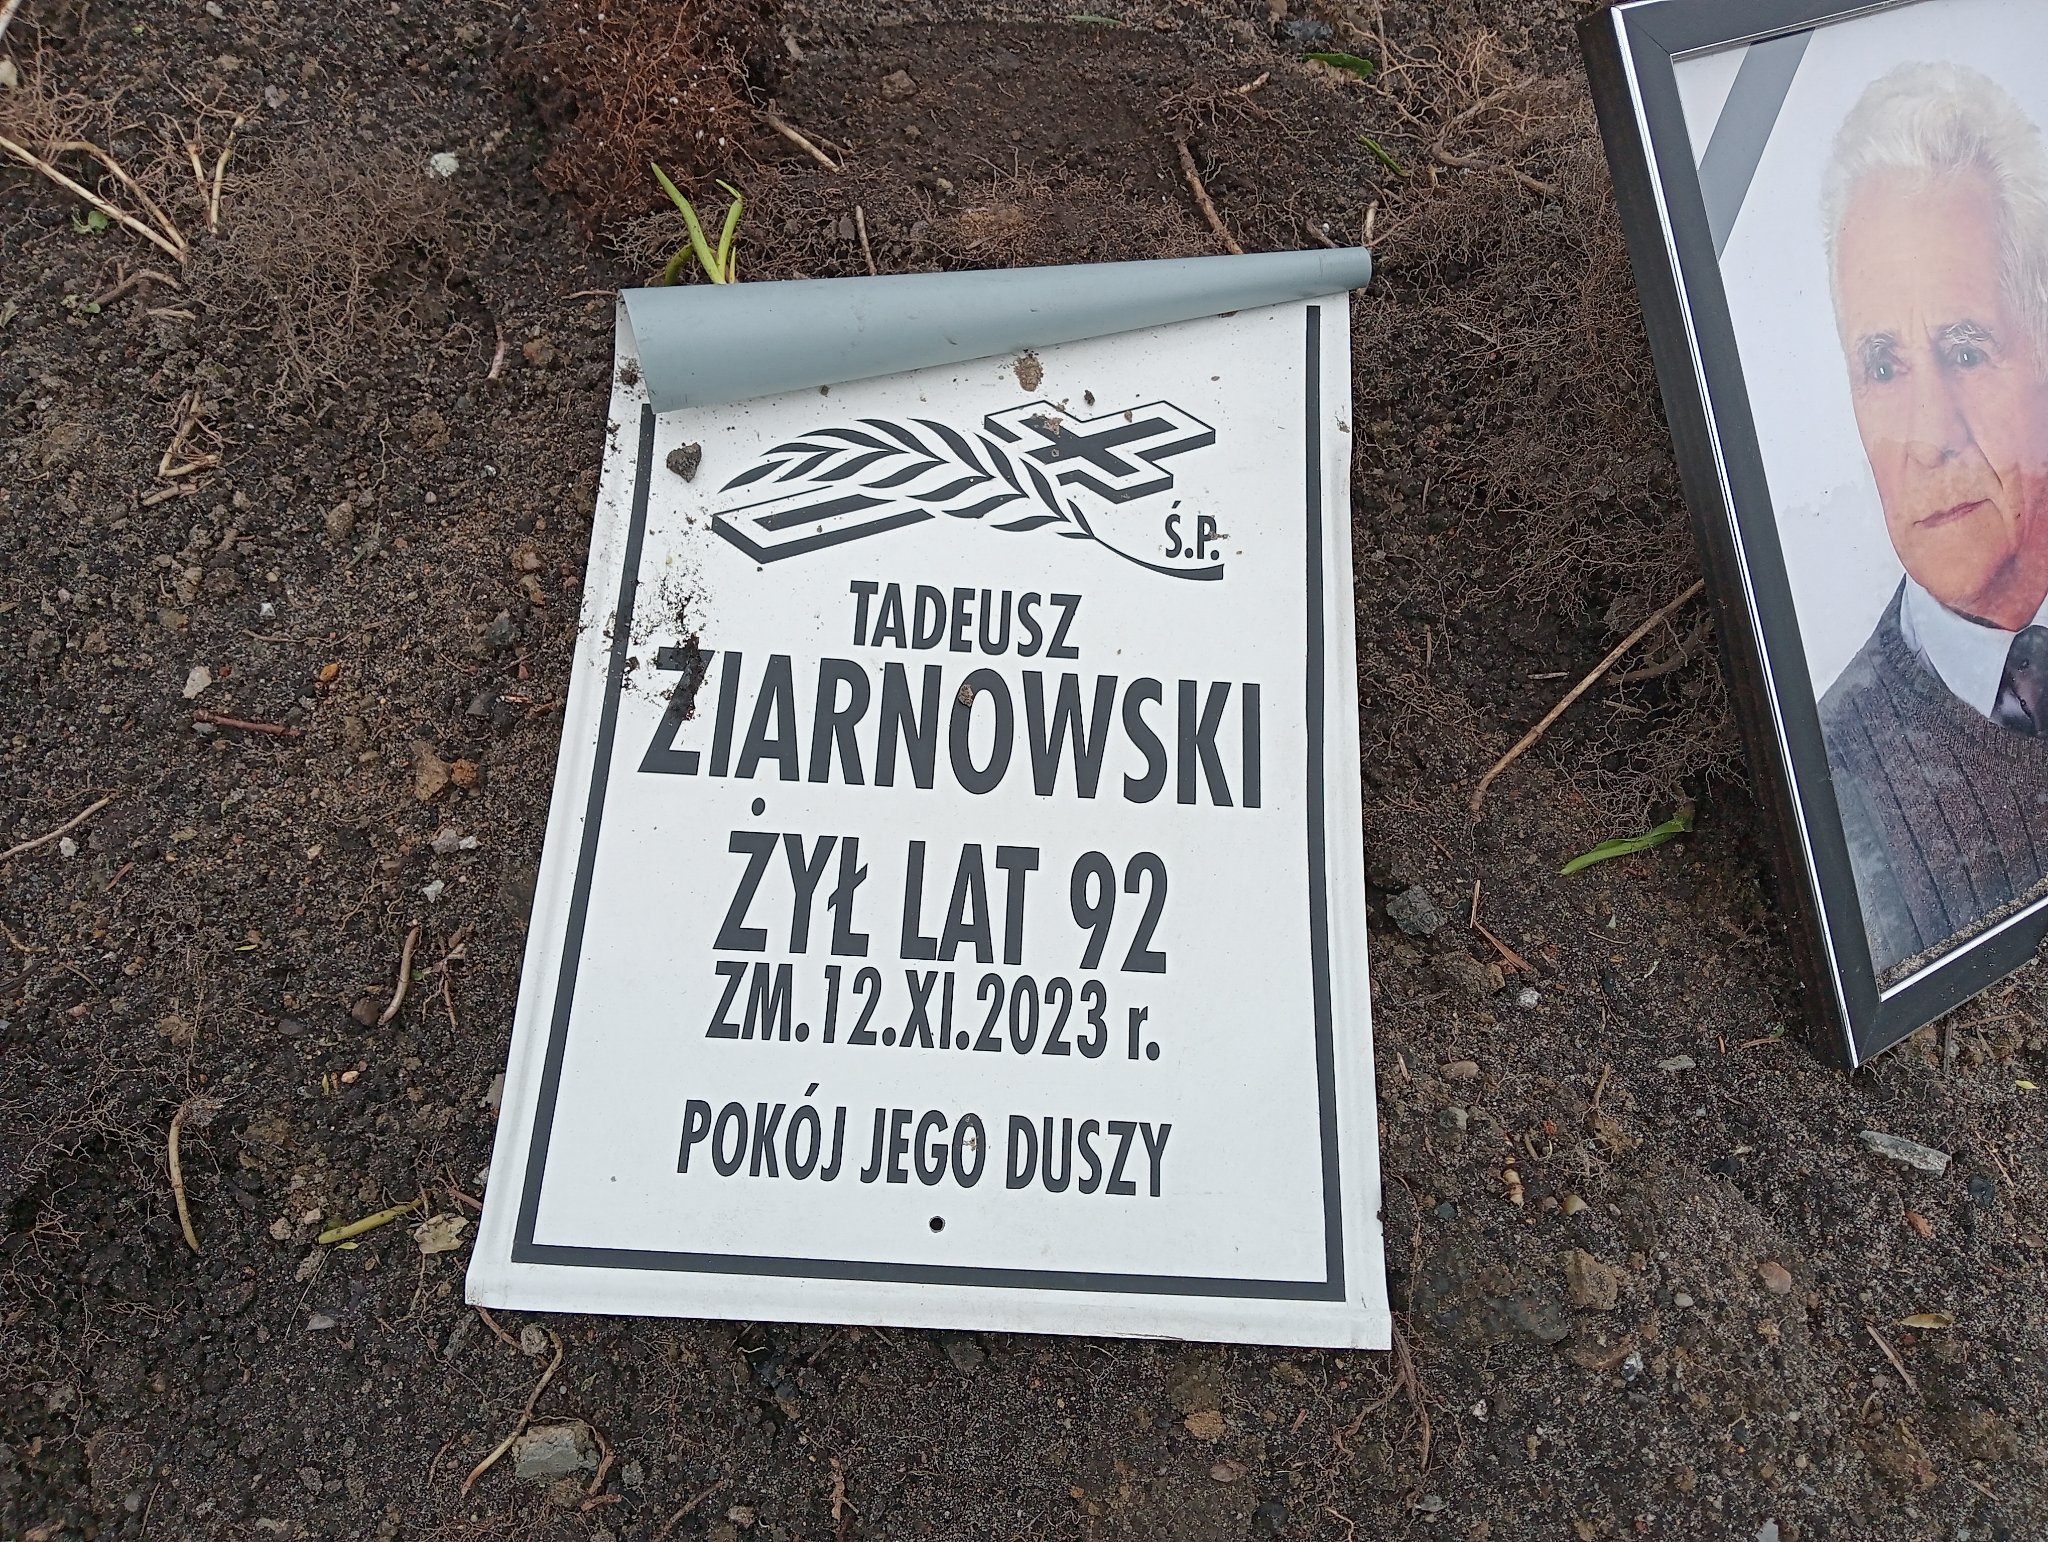 Ś.P.
TADEUSZ
ZIARNOWSKI
ŻYŁ LAT 92
ZM. 12.XI.2023 r.
POKÓJ JEGO DUSZY